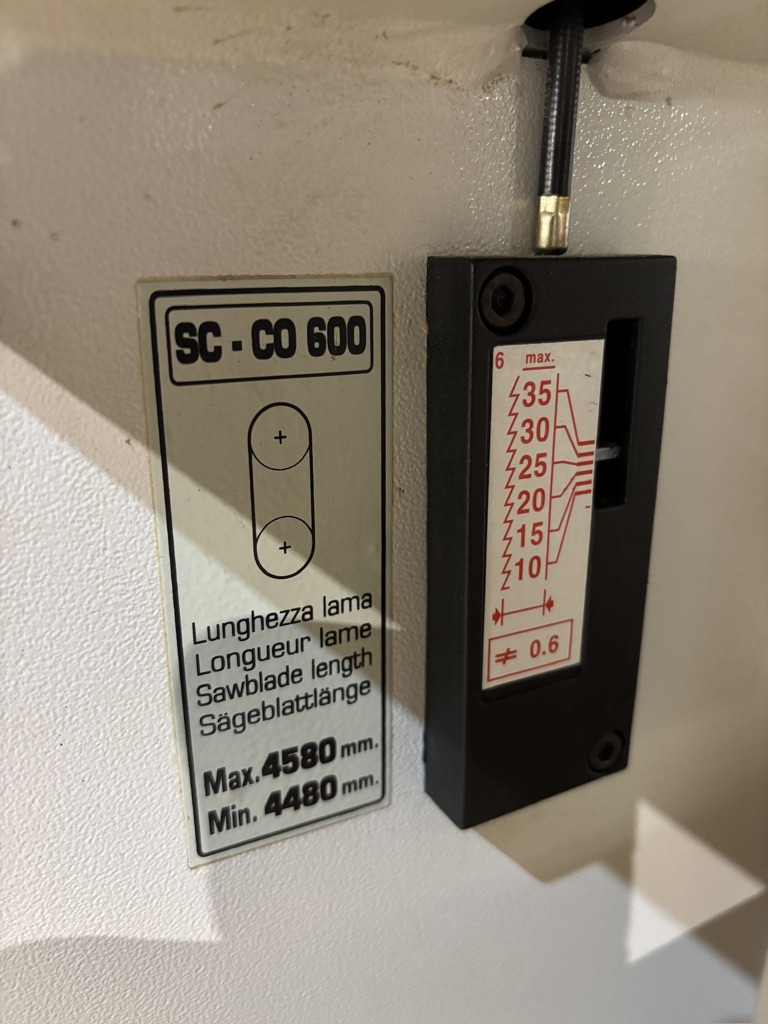 SC - CO 600
Lunghezza lama
Longueur lame
Sawblade length
Sägeblattlänge
Max. 4580 mm.
Min. 4480 mm.
6 max.
35
30
25
20
15
10
≠ 0.6